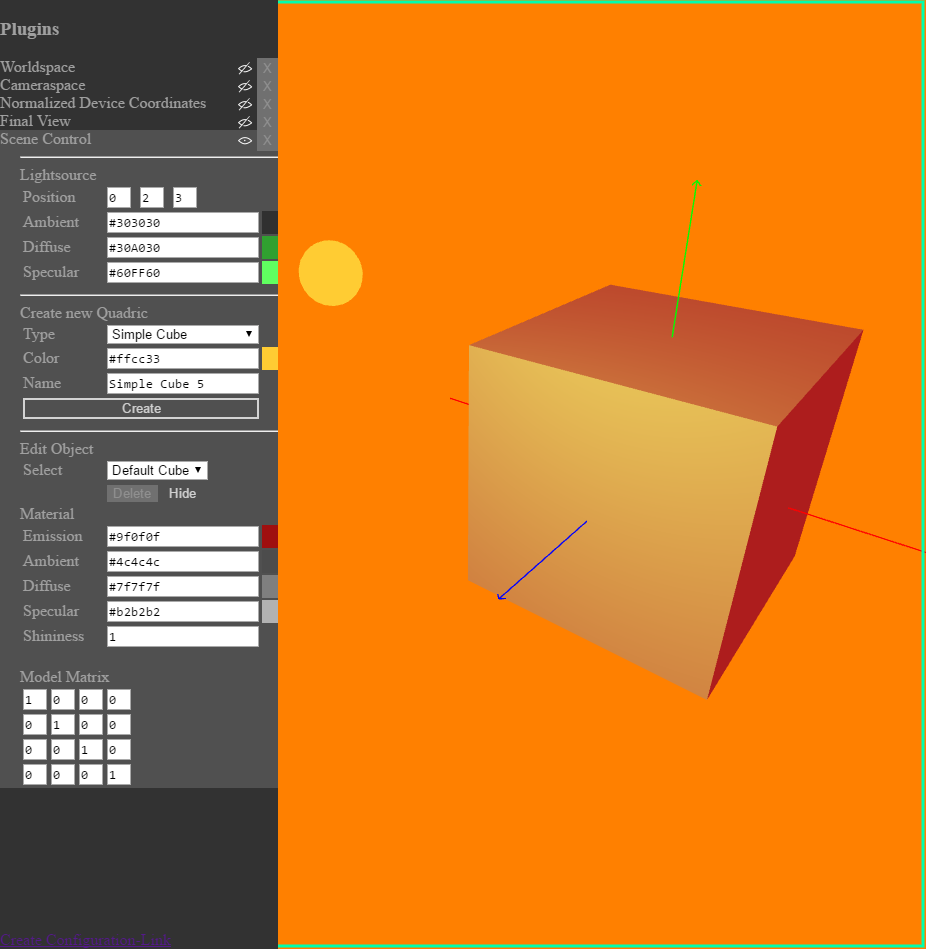 Plugins
Worldspace X
Cameraspace X
Normalized Device Coordinates X
Final View X
Scene Control X
Lightsource
Position 0 2 3
Ambient #303030
Diffuse #30A030
Specular #60FF60
Create new Quadric
Type Simple Cube
Color #ffcc33
Name Simple Cube 5
Create
Edit Object
Select Default Cube
Delete Hide
Material
Emission #9f0f0f
Ambient #4c4c4c
Diffuse #7f7f7f
Specular #b2b2b2
Shininess 1
Model Matrix
1 0 0 0
0 1 0 0
0 0 1 0
0 0 0 1
Create Configuration Link